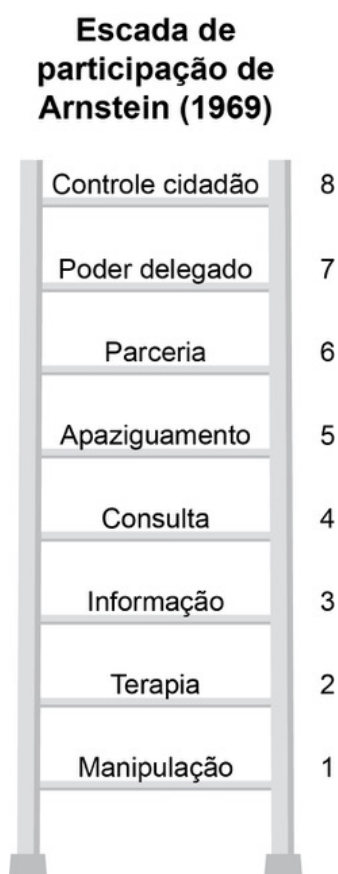 Escada de
participação de
Arnstein (1969)
Controle cidadão 8
Poder delegado 7
Parceria 6
Apaziguamento 5
Consulta 4
Informação 3
Terapia 2
Manipulação 1